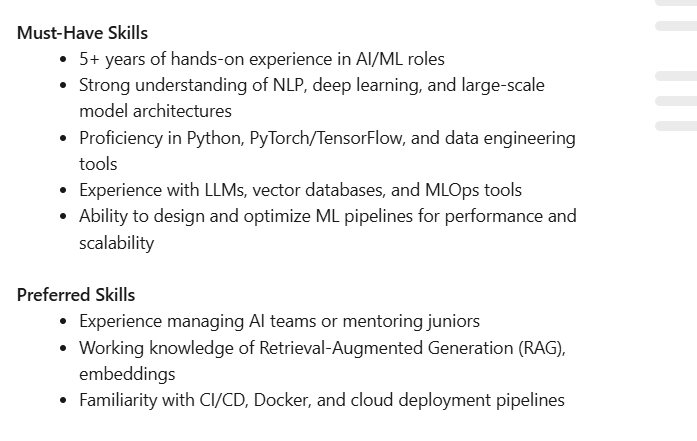 Must-Have Skills
• 5+ years of hands-on experience in AI/ML roles
• Strong understanding of NLP, deep learning, and large-scale
model architectures
• Proficiency in Python, PyTorch/TensorFlow, and data engineering
tools
• Experience with LLMs, vector databases, and MLOps tools
• Ability to design and optimize ML pipelines for performance and
scalability
Preferred Skills
• Experience managing AI teams or mentoring juniors
• Working knowledge of Retrieval-Augmented Generation (RAG),
embeddings
• Familiarity with CI/CD, Docker, and cloud deployment pipelines